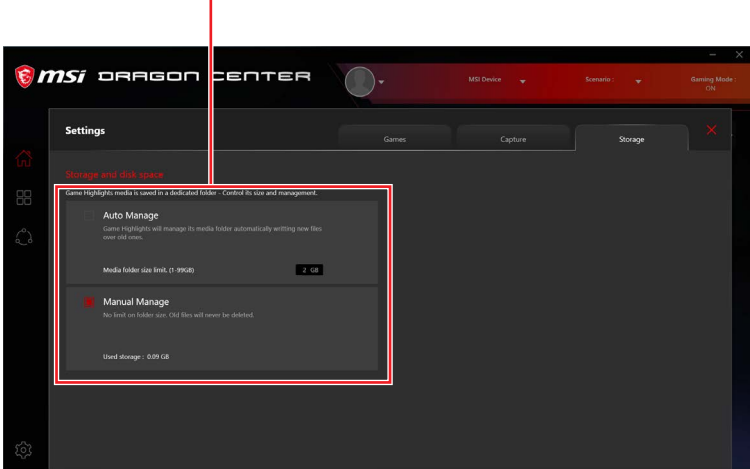 msi DRAGON CENTER
MSI Device
Scenario :
Gaming Mode :
ON
Settings
Games
Capture
Storage
Storage and disk space
Game Highlights media is saved in a dedicated folder - Control its size and management.
Auto Manage
Game Highlights will manage its media folder automatically writting new files
over old ones.
Media folder size limit. (1-99GB)
2 GB
Manual Manage
No limit on folder size. Old files will never be deleted.
Used storage : 0.09 GB